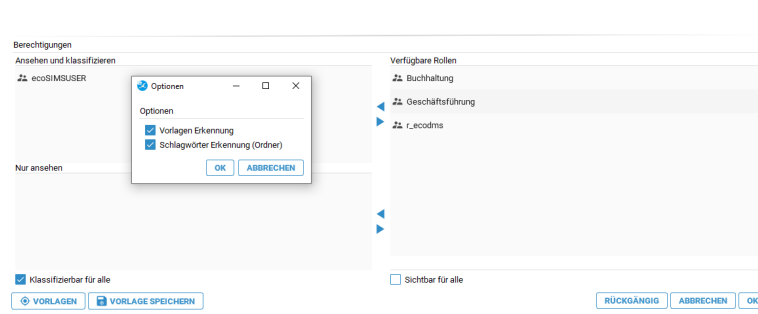 Berechtigungen
Ansehen und klassifizieren
Verfügbare Rollen
ecoSIMSUSER
Optionen
Buchhaltung
Optionen
Geschäftsführung
Vorlagen Erkennung
r_ecodms
Schlagwörter Erkennung (Ordner)
Nur ansehen
OK
ABBRECHEN
Klassifizierbar für alle
Sichtbar für alle
VORLAGEN
VORLAGE SPEICHERN
RÜCKGÄNGIG
ABBRECHEN
OK